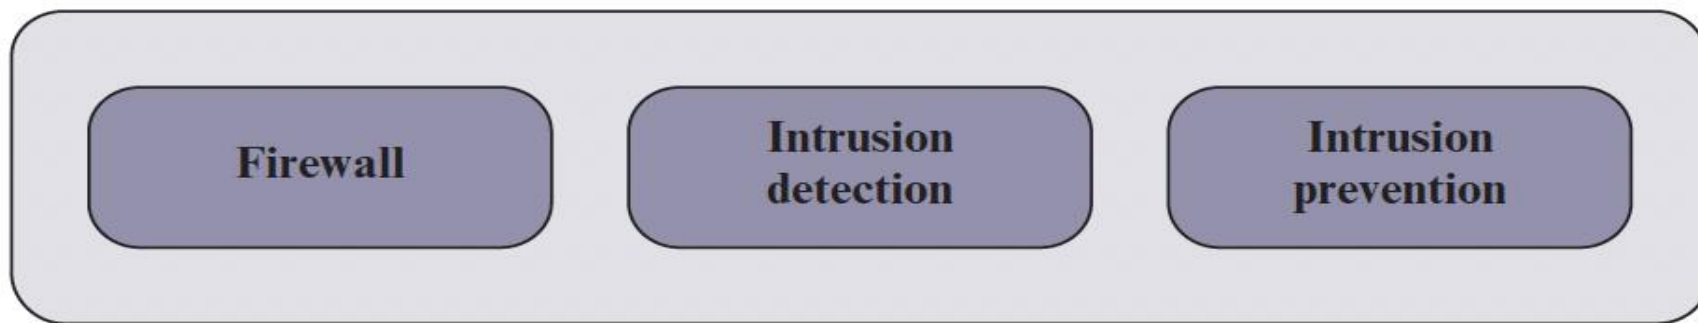 Firewall
Intrusion
detection
Intrusion
prevention